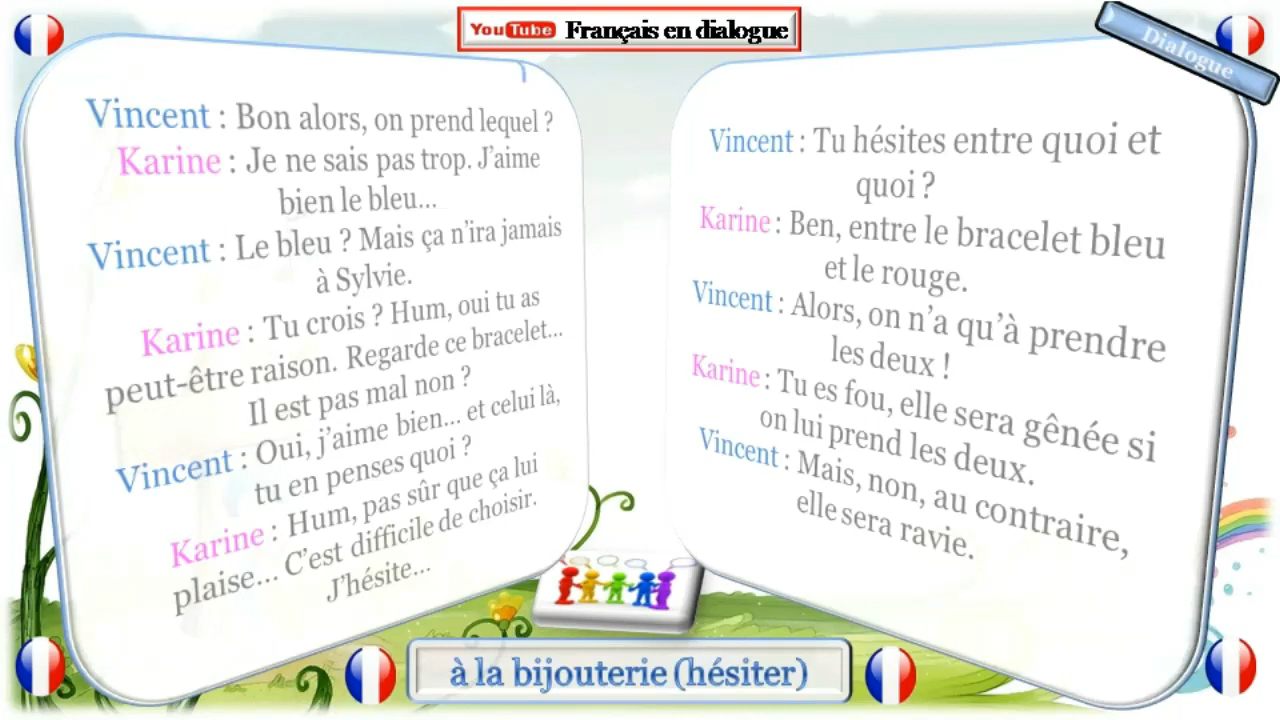 YouTube Français en dialogue
Dialogue
Vincent : Bon alors, on prend lequel ?
Karine : Je ne sais pas trop. J'aime
bien le bleu...
Vincent : Le bleu ? Mais ça n'ira jamais
à Sylvie.
Karine : Tu crois ? Hum, oui tu as
peut-être raison. Regarde ce bracelet...
Il est pas mal non ?
Vincent : Oui, j'aime bien... et celui là,
tu en penses quoi ?
Karine : Hum, pas sûr que ça lui
plaise... C'est difficile de choisir.
J'hésite...
Vincent : Tu hésites entre quoi et
quoi ?
Karine : Ben, entre le bracelet bleu
et le rouge.
Vincent : Alors, on n'a qu'à prendre
les deux !
Karine : Tu es fou, elle sera gênée si
on lui prend les deux.
Vincent : Mais, non, au contraire,
elle sera ravie.
à la bijouterie (hésiter)